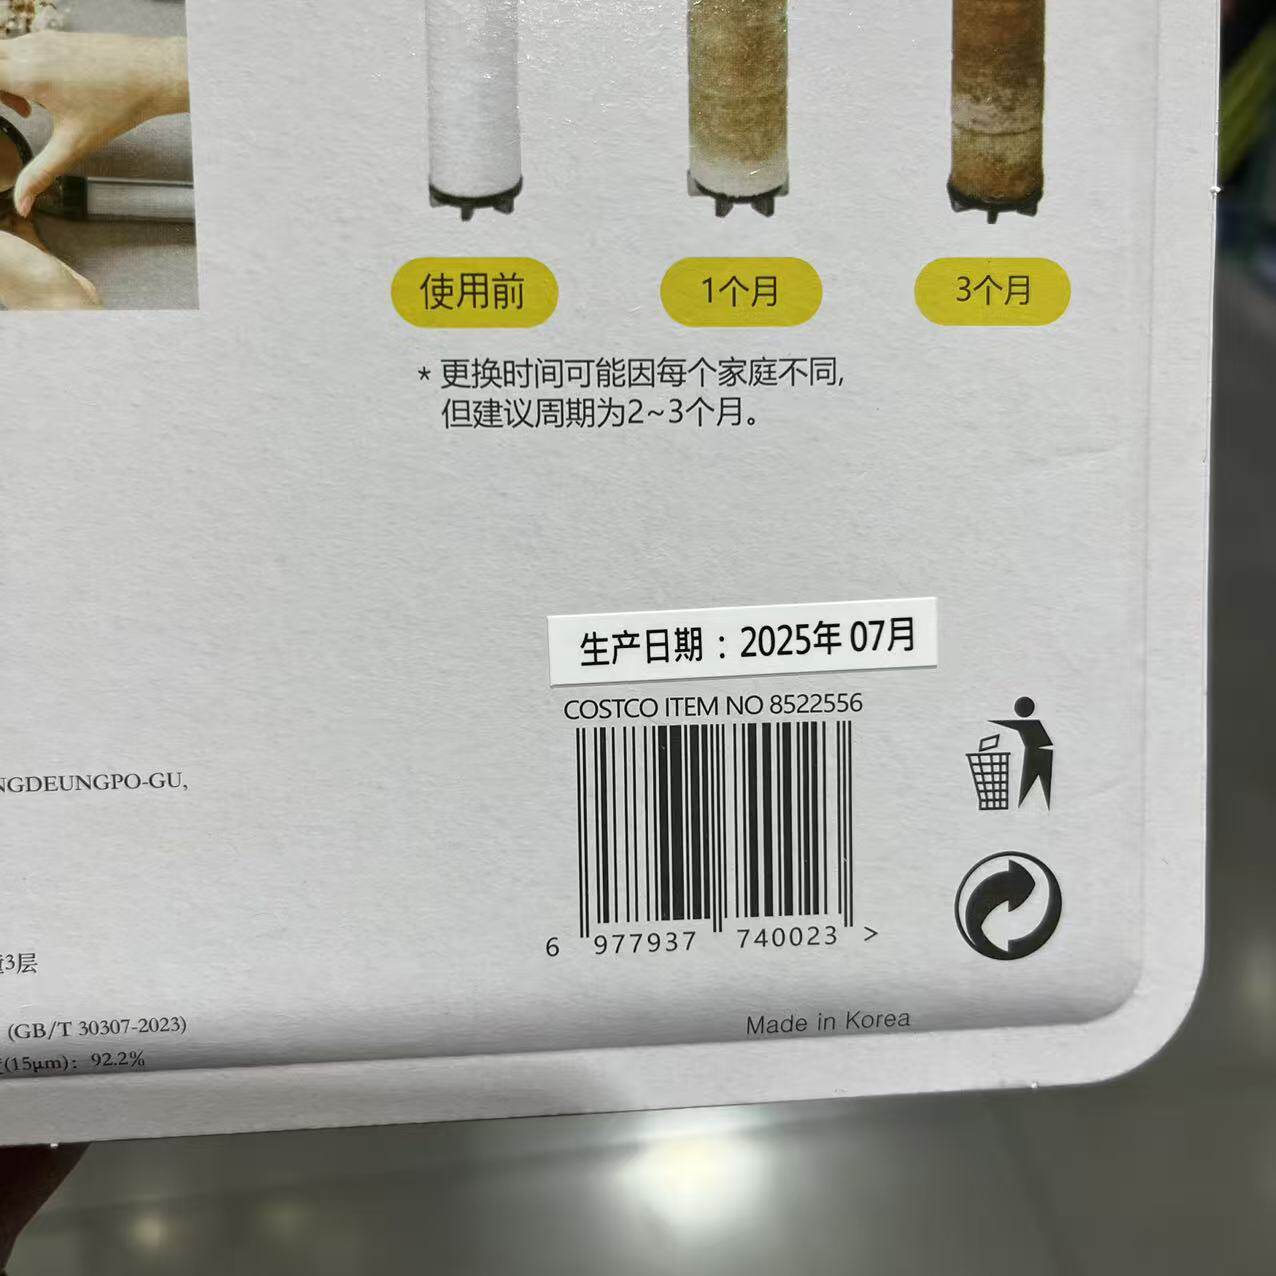 使用前
1个月
3个月
* 更换时间可能因每个家庭不同,
但建议周期为2~3个月。
生产日期：2025年 07月
COSTCO ITEM NO 8522556
6 977937 740023 >
NGDEUNGPO-GU,
3层
(GB/T 30307-2023)
(15μm)：92.2%
Made in Korea